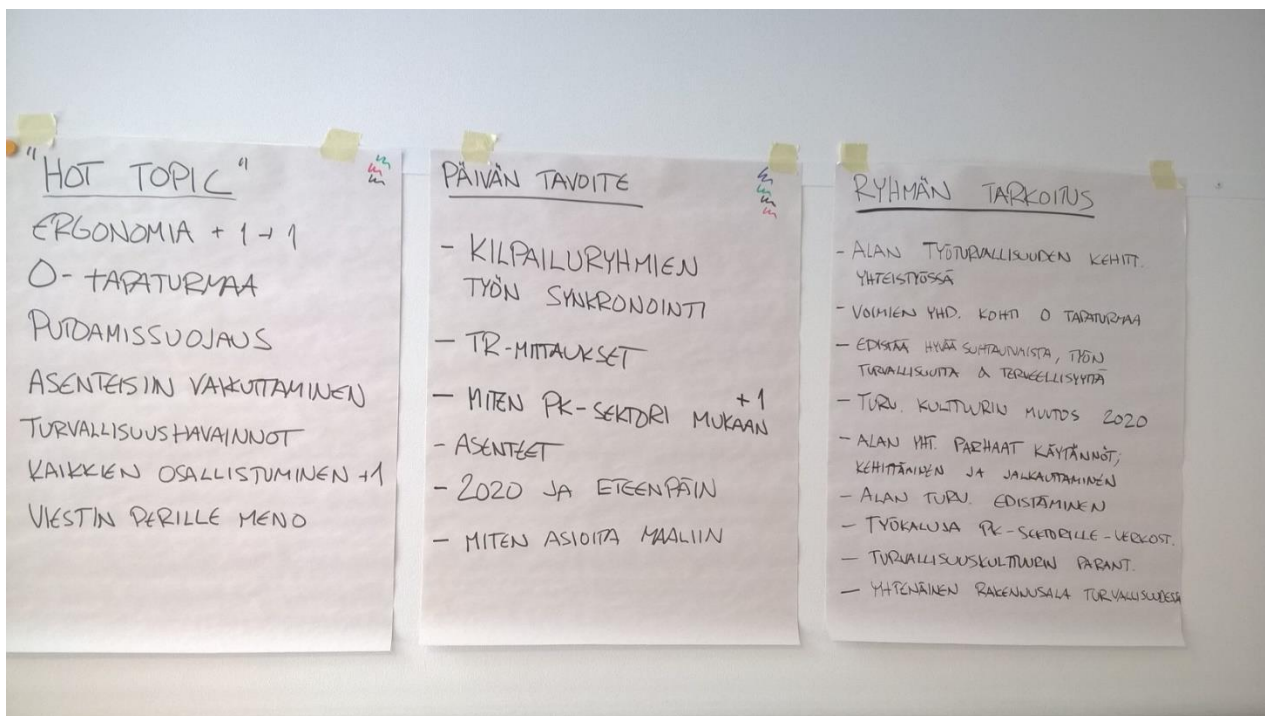 "HOT TOPIC"
ERGONOMIA + 1 + 1
0 - TAPATURMAA
PUTOAMISSUOJAUS
ASENTEISIIN VAIKUTTAMINEN
TURVALLISUUSHAVAINNOT
KAIKKIEN OSALLISTUMINEN +1
VIESTIN PERILLE MENO
PÄIVÄN TAVOITE
- KILPAILURYHMIEN
TYÖN SYNKRONOINTI
- TR-MITTAUKSET
+ 1
- MITEN PK-SEKTORI MUKAAN
- ASENTEET
- 2020 JA ETEENPÄIN
- MITEN ASIOITA MAALIIN
RYHMÄN TARKOITUS
- ALAN TYÖTURVALLISUUDEN KEHITT.
YHTEISTYÖSSÄ
- VOIMIEN YHD. KOHTI 0 TAPATURMAA
- EDISTÄÄ HYVÄÄ SUHTAUTUMISTA, TYÖN
TURVALLISUUTTA & TERVEELLISYYTTÄ
- TURV. KULTTUURIN MUUTOS 2020
- ALAN YHT. PARHAAT KÄYTÄNNÖT,
KEHITTÄMINEN JA JALKAUTTAMINEN
- ALAN TURV. EDISTÄMINEN
- TYÖKALUJA PK-SEKTORILLE - VERKOST.
- TURVALLISUUSKULTTUURIN PARANT.
- YHTENÄINEN RAKENNUSALA TURVALLISUUDESSA